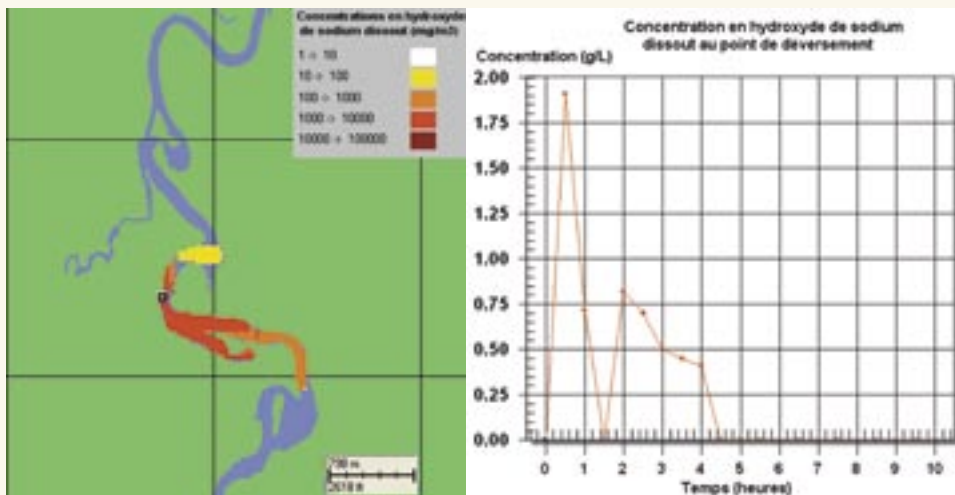 Concentrations en hydroxyde
de sodium dissout (mg/m3)
1 ÷ 10
10 ÷ 100
100 ÷ 1000
1000 ÷ 10000
10000 ÷ 100000
2618 ft
Concentration en hydroxyde de sodium
dissout au point de deversement
Concentration (g/L)
2.00
1.75
1.50
1.25
1.00
0.75
0.50
0.25
0.00
0 1 2 3 4 5 6 7 8 9 10
Temps (heures)